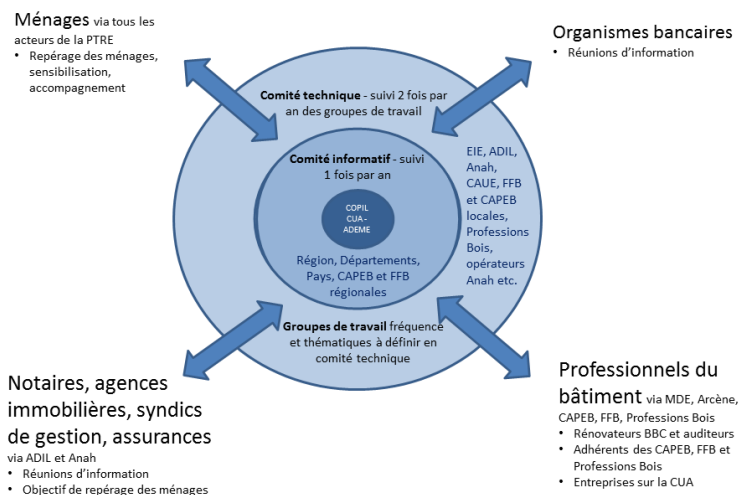 Ménages via tous les
acteurs de la PTRE
• Repérage des ménages,
sensibilisation,
accompagnement
Organismes bancaires
• Réunions d’information
Comité technique - suivi 2 fois par
an des groupes de travail
Comité informatif - suivi
1 fois par an
COPIL
CUA -
ADEME
Région, Départements,
Pays, CAPEB et FFB
régionales
EIE, ADIL,
Anah,
CAUE, FFB
et CAPEB
locales,
Professions
Bois,
opérateurs
Anah etc.
Groupes de travail fréquence
et thématiques à définir en
comité technique
Notaires, agences
immobilières, syndics
de gestion, assurances
via ADIL et Anah
• Réunions d’information
• Objectif de repérage des ménages
Professionnels du
bâtiment via MDE, Arcène,
CAPEB, FFB, Professions Bois
• Rénovateurs BBC et auditeurs
• Adhérents des CAPEB, FFB et
Professions Bois
• Entreprises sur la CUA